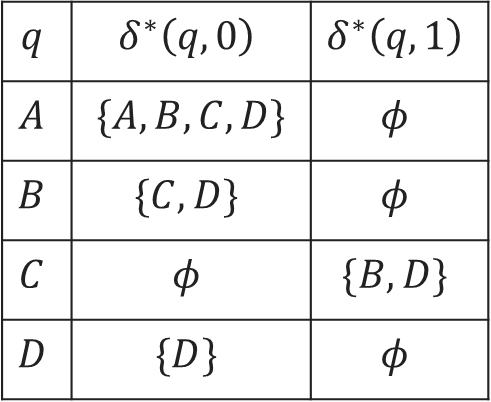 q δ*(q, 0) δ*(q, 1)
A {A, B, C, D} ϕ
B {C, D} ϕ
C ϕ {B, D}
D {D} ϕ